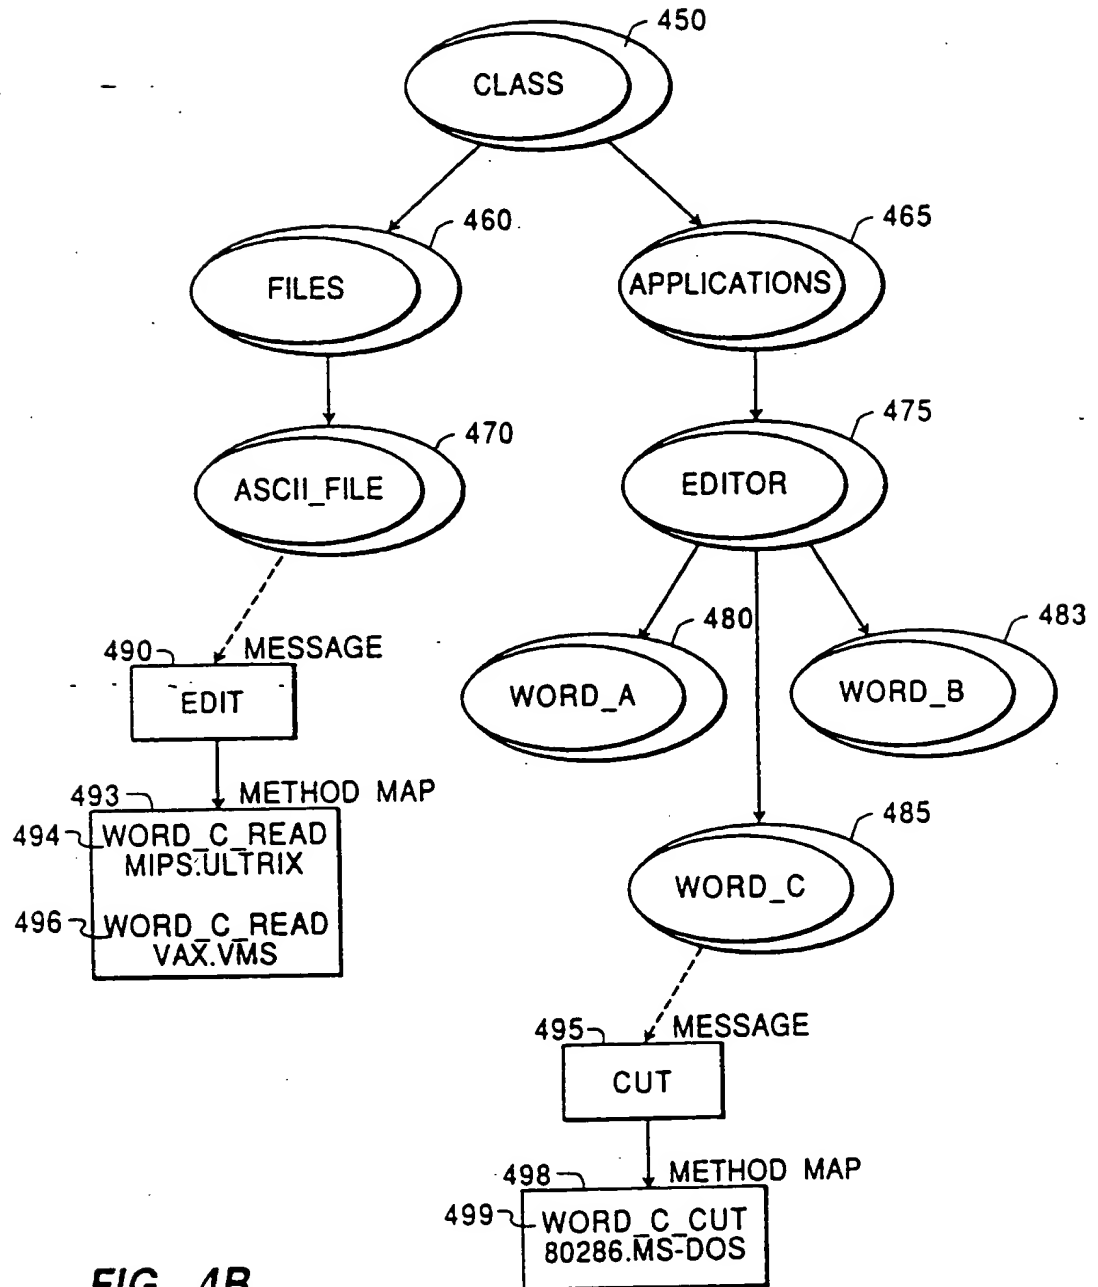 450
CLASS
460
465
FILES
APPLICATIONS
470
475
ASCII_FILE
EDITOR
480
483
490
MESSAGE
EDIT
WORD_A
WORD_B
493
METHOD MAP
494
WORD_C_READ
MIPS.ULTRIX
485
WORD_C
496
WORD_C_READ
VAX.VMS
495
MESSAGE
CUT
498
METHOD MAP
499
WORD_C_CUT
80286.MS-DOS
FIG. 4B